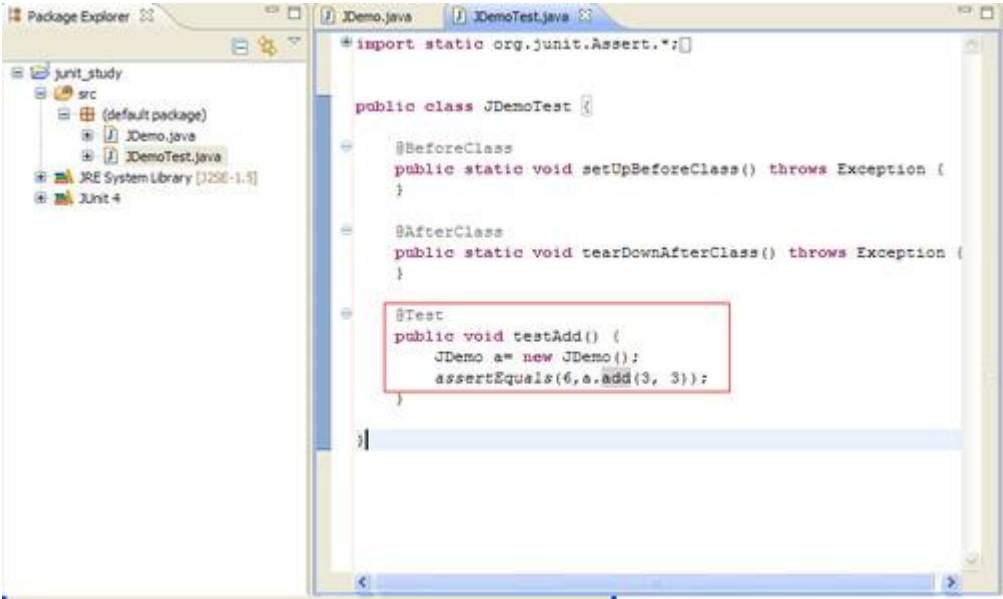 Package Explorer
junit_study
src
(default package)
JDemo.java
JDemoTest.java
JRE System Library [J2SE-1.5]
JUnit 4
JDemo.java
JDemoTest.java
import static org.junit.Assert.*;
public class JDemoTest {
@BeforeClass
public static void setUpBeforeClass() throws Exception {
}
@AfterClass
public static void tearDownAfterClass() throws Exception {
}
@Test
public void testAdd() {
JDemo a= new JDemo();
assertEquals(6,a.add(3, 3));
}
}